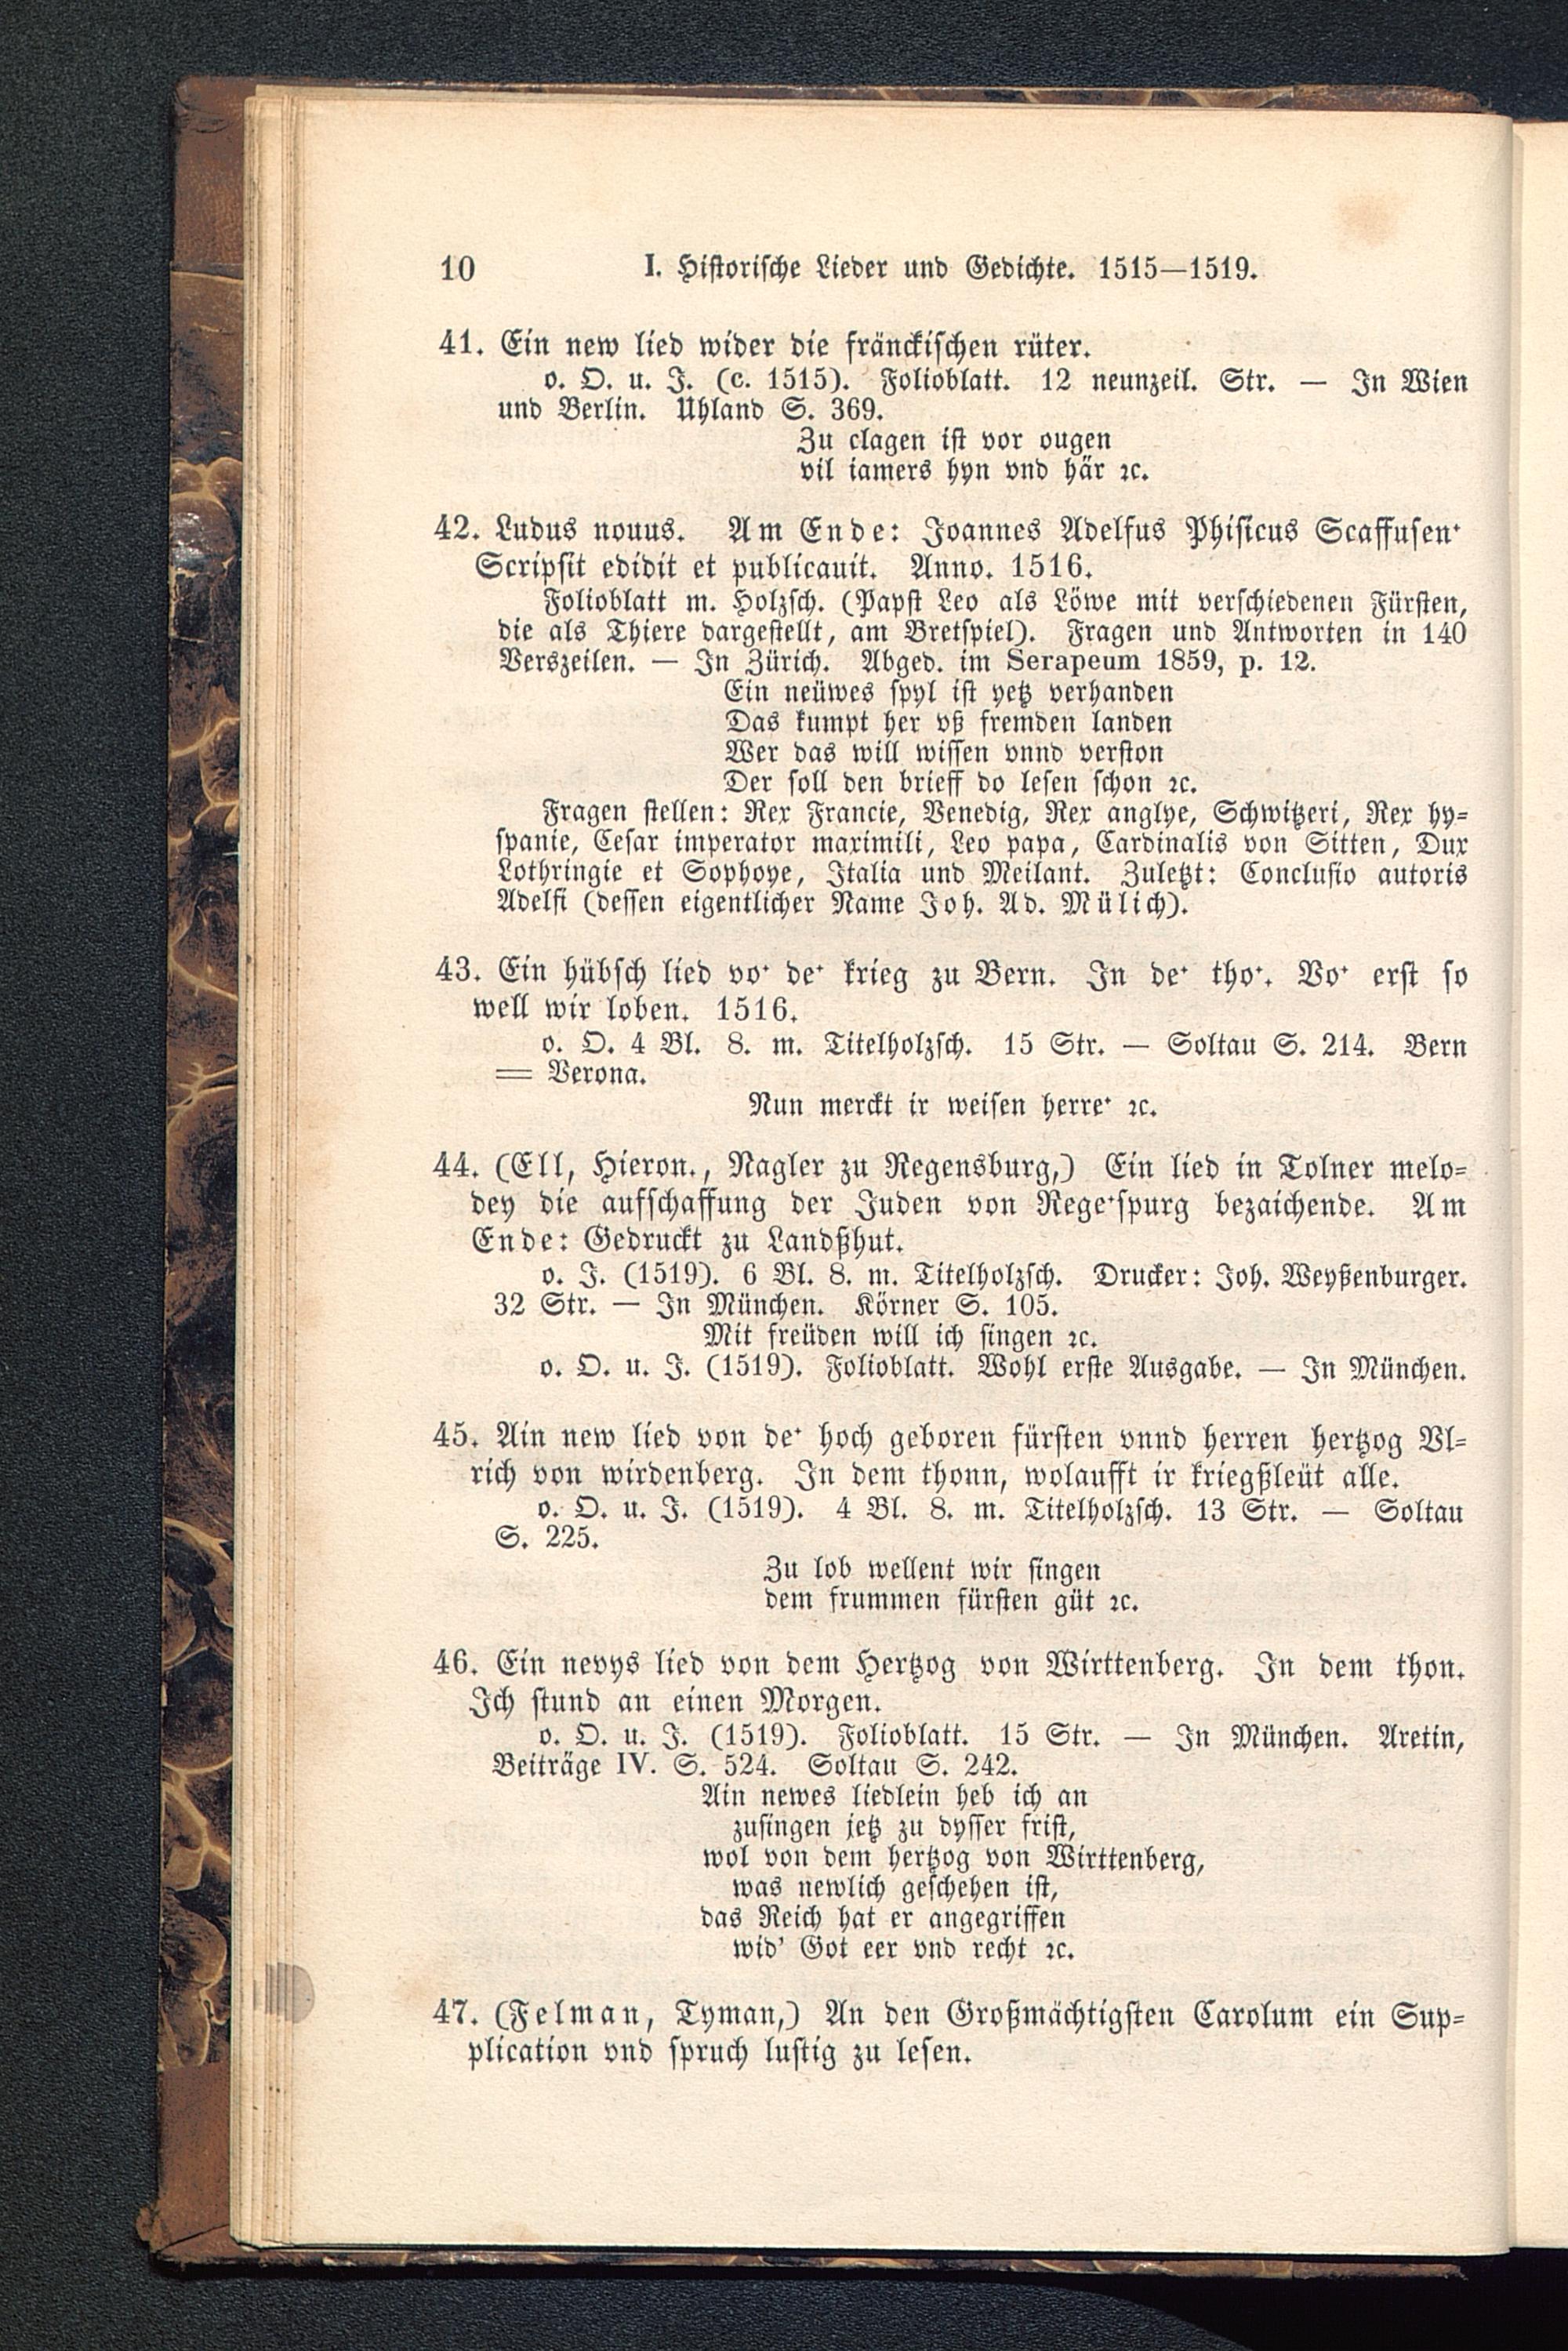 10 I. Historische Lieder und Gedichte. 1515—1519.
41. Ein new lied wider die fränckischen rüter.
o. O. u. J. (c. 1515). Folioblatt. 12 neunzeil. Str. — In Wien
und Berlin. Uhland S. 369.
Zu clagen ist vor ougen
vil iamers hyn vnd här ꝛc.
42. Ludus nouus. Am Ende: Joannes Adelfus Phisicus Scaffusen˖
Scripsit edidit et publicauit. Anno. 1516.
Folioblatt m. Holzsch. (Papst Leo als Löwe mit verschiedenen Fürsten,
die als Thiere dargestellt, am Bretspiel). Fragen und Antworten in 140
Verszeilen. — In Zürich. Abged. im Serapeum 1859, p. 12.
Ein neüwes spyl ist yetz verhanden
Das kumpt her vß fremden landen
Wer das will wissen vnnd verston
Der soll den brieff do lesen schon ꝛc.
Fragen stellen: Rex Francie, Venedig, Rex anglye, Schwitzeri, Rex hy-
spanie, Cesar imperator maximili, Leo papa, Cardinalis von Sitten, Dux
Lothringie et Sophoye, Italia und Meilant. Zuletzt: Conclusio autoris
Adelfi (dessen eigentlicher Name Joh. Ad. Mülich).
43. Ein hübsch lied vo˖ de˖ krieg zu Bern. In de˖ tho˖. Vo˖ erst so
well wir loben. 1516.
o. O. 4 Bl. 8. m. Titelholzsch. 15 Str. — Soltau S. 214. Bern
= Verona.
Nun merckt ir weisen herre˖ ꝛc.
44. (Ell, Hieron., Nagler zu Regensburg,) Ein lied in Tolner melo-
dey die aufschaffung der Juden von Rege˖spurg bezaichende. Am
Ende: Gedruckt zu Landßhut.
o. J. (1519). 6 Bl. 8. m. Titelholzsch. Drucker: Joh. Weyßenburger.
32 Str. — In München. Körner S. 105.
Mit freüden will ich singen ꝛc.
o. O. u. J. (1519). Folioblatt. Wohl erste Ausgabe. — In München.
45. Ain new lied von de˖ hoch geboren fürsten vnnd herren hertzog Vl-
rich von wirdenberg. In dem thonn, wolaufft ir kriegßleüt alle.
o. O. u. J. (1519). 4 Bl. 8. m. Titelholzsch. 13 Str. — Soltau
S. 225.
Zu lob wellent wir singen
dem frummen fürsten güt ꝛc.
46. Ein nevys lied von dem Hertzog von Wirttenberg. In dem thon.
Ich stund an einen Morgen.
o. O. u. J. (1519). Folioblatt. 15 Str. — In München. Aretin,
Beiträge IV. S. 524. Soltau S. 242.
Ain newes liedlein heb ich an
zusingen jetz zu dysser frist,
wol von dem hertzog von Wirttenberg,
was newlich geschehen ist,
das Reich hat er angegriffen
wid' Got eer vnd recht ꝛc.
47. (Felman, Tyman,) An den Großmächtigsten Carolum ein Sup-
plication vnd spruch lustig zu lesen.